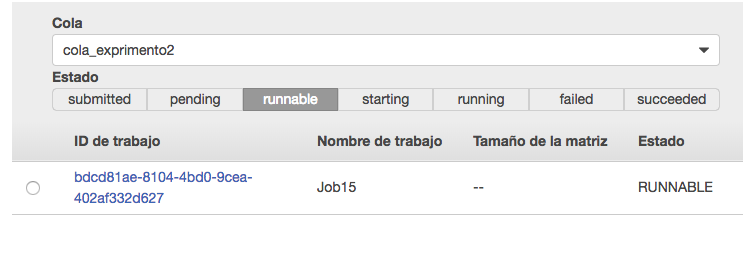 Cola
cola_exprimento2
Estado
submitted pending runnable starting running failed succeeded
ID de trabajo Nombre de trabajo Tamaño de la matriz Estado
bdcd81ae-8104-4bd0-9cea-
402af332d627 Job15 -- RUNNABLE